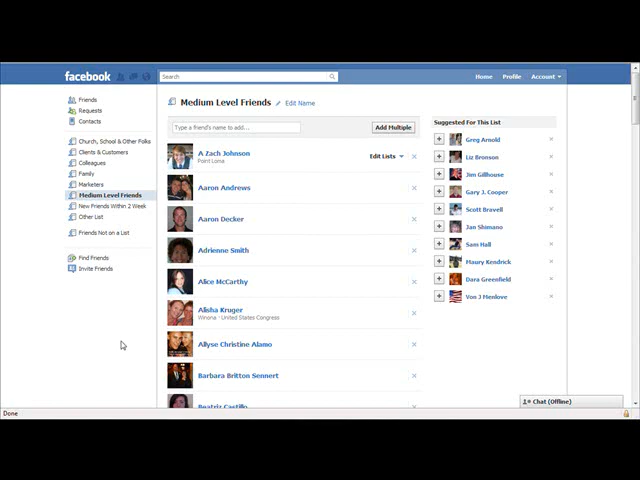 facebook
Search
Home Profile Account
Friends
Requests
Contacts
Church, School & Other Folks
Clients & Customers
Colleagues
Family
Marketers
Medium Level Friends
New Friends Within 2 Week
Other List
Friends Not on a List
Find Friends
Invite Friends
Medium Level Friends Edit Name
Type a friend's name to add... Add Multiple
A Zach Johnson
Point Loma
Edit Lists
Aaron Andrews
Aaron Decker
Adrienne Smith
Alice McCarthy
Alisha Kruger
Winona · United States Congress
Allyse Christine Alamo
Barbara Britton Sennert
Beatriz Castillo
Suggested For This List
Greg Arnold
Liz Bronson
Jim Gillhouse
Gary J. Cooper
Scott Bravell
Jan Shimano
Sam Hall
Maury Kendrick
Dara Greenfield
Von J Menlove
Chat (Offline)
Done